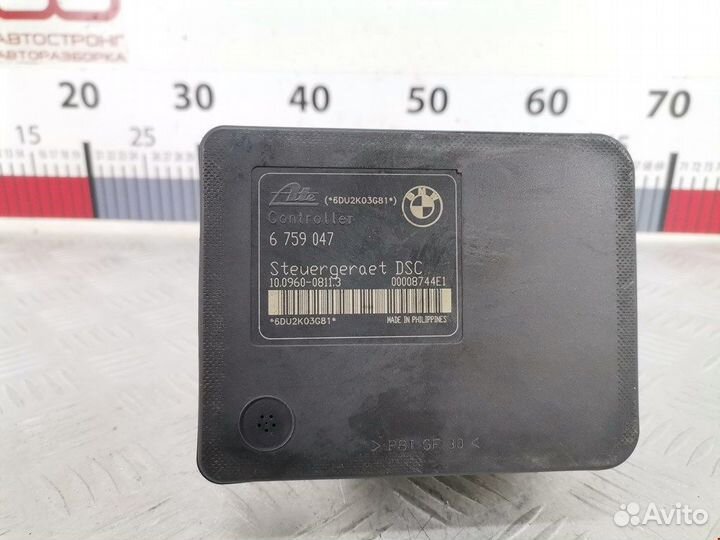 АВТОСТРОНГ
АВТОРАЗБОРКА
20 30 40 50 60 70
15 25
Ate (*6DU2K03G81*) BMW
Controller
6 759 047
Steuergeraet DSC
10.0960-0811.3 00008744E1
*6DU2K03G81* MADE IN PHILIPPINES
> PBT GF 30 <
Avito